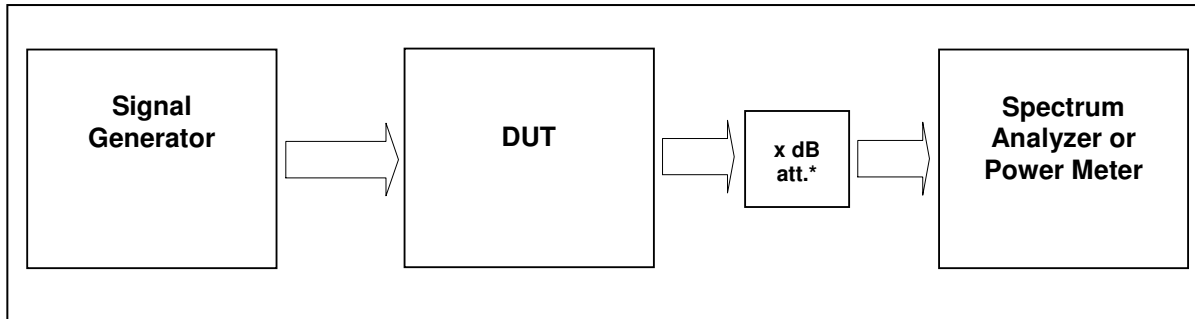 Signal
Generator
DUT
x dB
att.*
Spectrum
Analyzer or
Power Meter